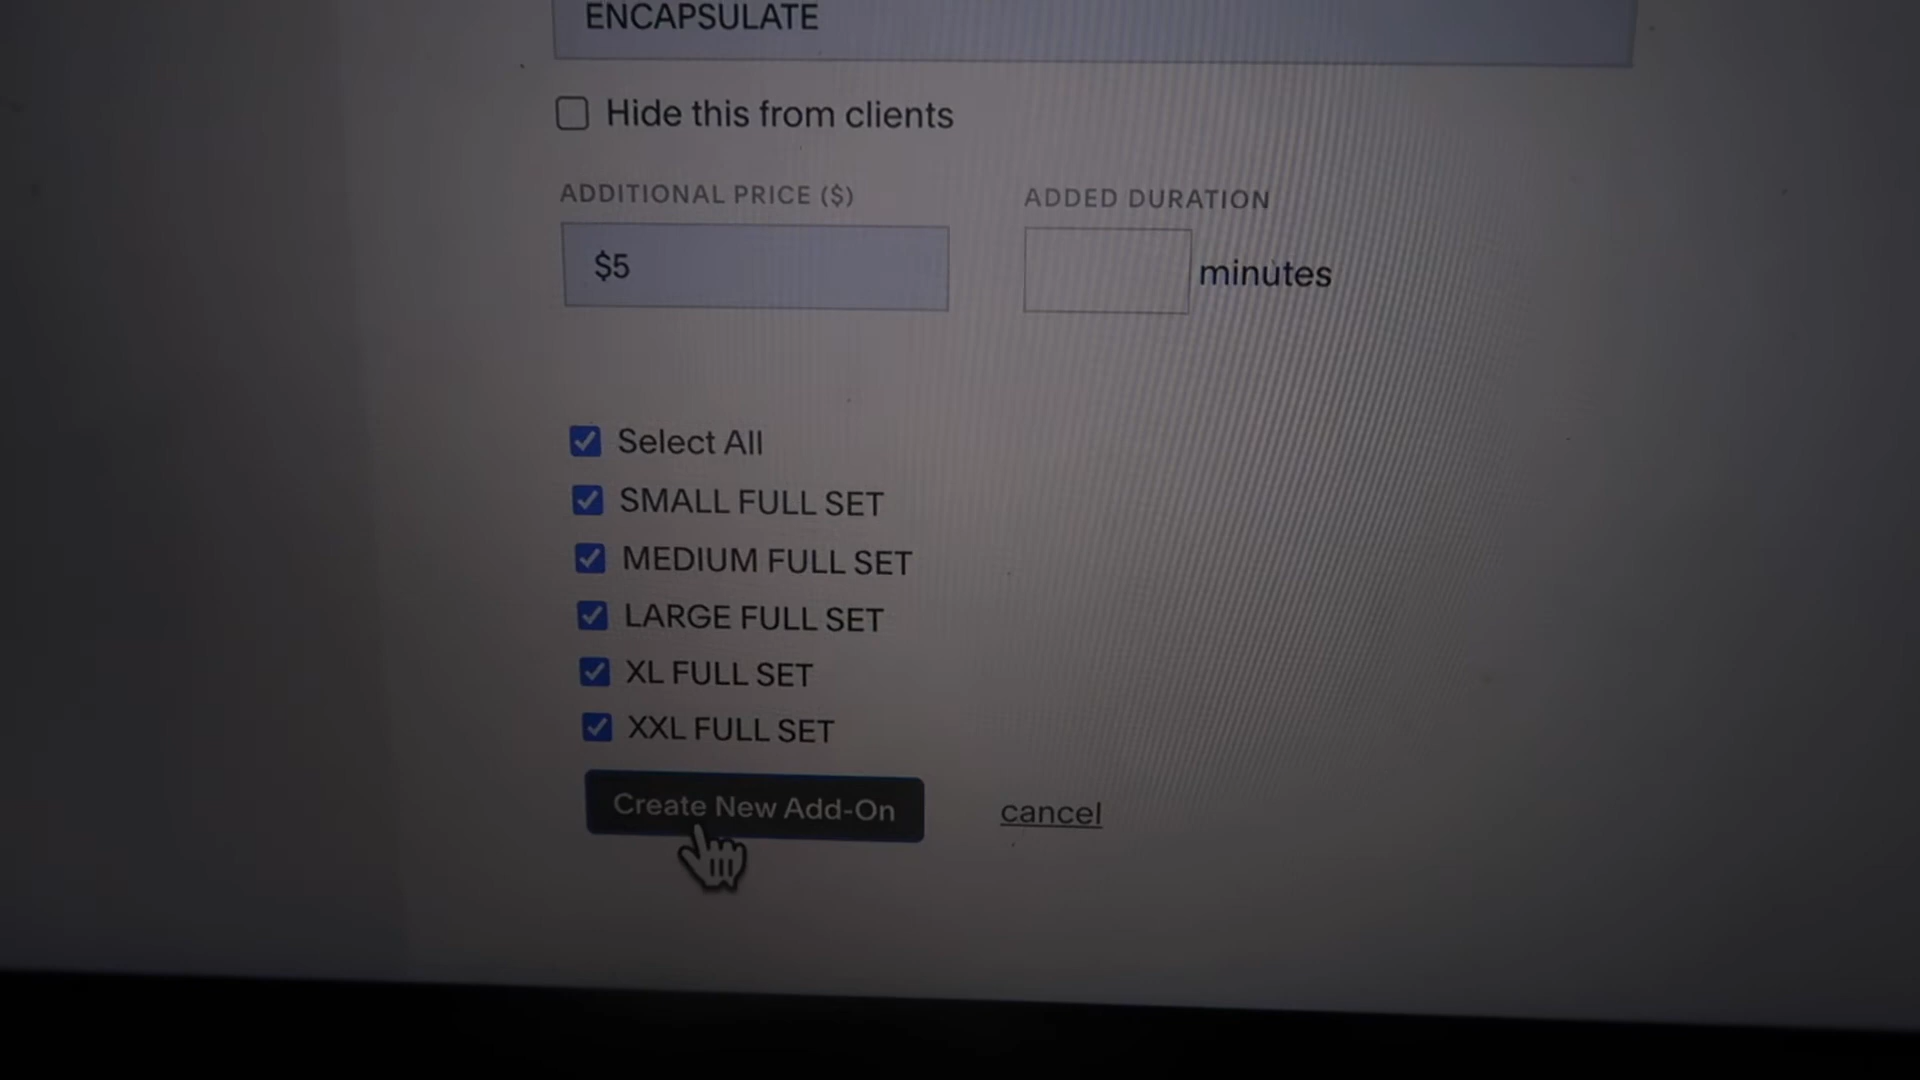 ENCAPSULATE
Hide this from clients
ADDITIONAL PRICE ($)
ADDED DURATION
$5
minutes
Select All
SMALL FULL SET
MEDIUM FULL SET
LARGE FULL SET
XL FULL SET
XXL FULL SET
Create New Add-On
cancel